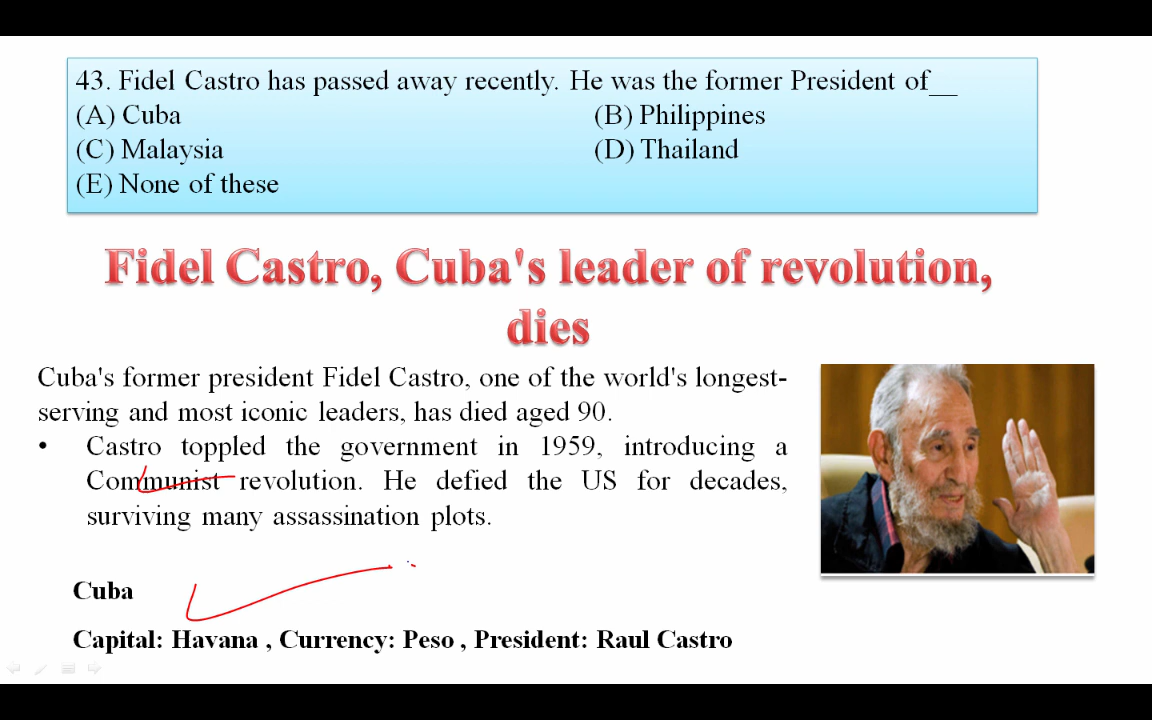 43. Fidel Castro has passed away recently. He was the former President of__
(A) Cuba (B) Philippines
(C) Malaysia (D) Thailand
(E) None of these
Fidel Castro, Cuba's leader of revolution,
dies
Cuba's former president Fidel Castro, one of the world's longest-
serving and most iconic leaders, has died aged 90.
• Castro toppled the government in 1959, introducing a
Communist revolution. He defied the US for decades,
surviving many assassination plots.
Cuba
Capital: Havana , Currency: Peso , President: Raul Castro